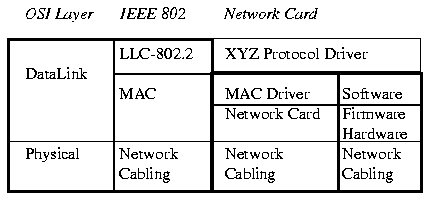 OSI Layer IEEE 802 Network Card
LLC-802.2 XYZ Protocol Driver
DataLink
MAC MAC Driver Software
Network Card Firmware
Hardware
Physical Network Network Network
Cabling Cabling Cabling